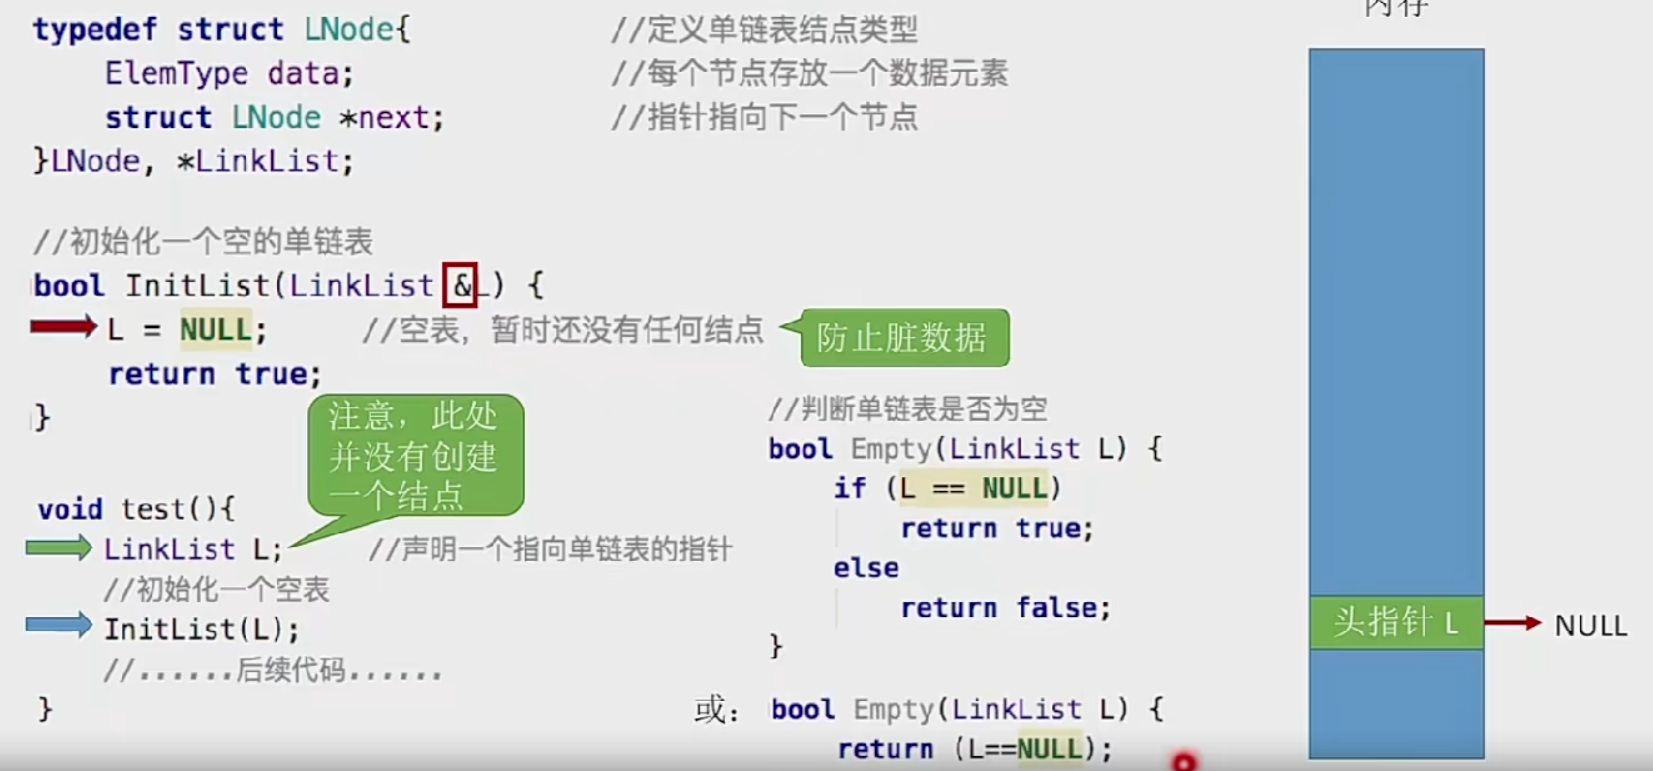 typedef struct LNode{ //定义单链表结点类型
ElemType data; //每个节点存放一个数据元素
struct LNode *next; //指针指向下一个节点
}LNode, *LinkList;
//初始化一个空的单链表
bool InitList(LinkList &L) {
L = NULL; //空表，暂时还没有任何结点
防止脏数据
return true;
}
注意，此处
并没有创建
一个结点
void test(){
LinkList L; //声明一个指向单链表的指针
//初始化一个空表
InitList(L);
//......后续代码......
}
//判断单链表是否为空
bool Empty(LinkList L) {
if (L == NULL)
return true;
else
return false;
}
或： bool Empty(LinkList L) {
return (L==NULL);
内存
头指针 L
NULL